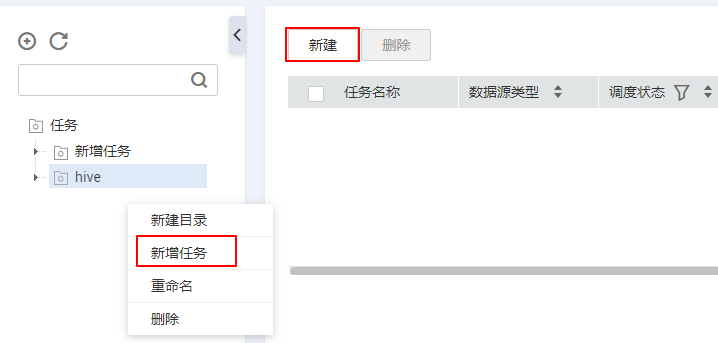 任务
新增任务
hive
新建目录
新增任务
重命名
删除
新建 删除
任务名称 数据源类型 调度状态